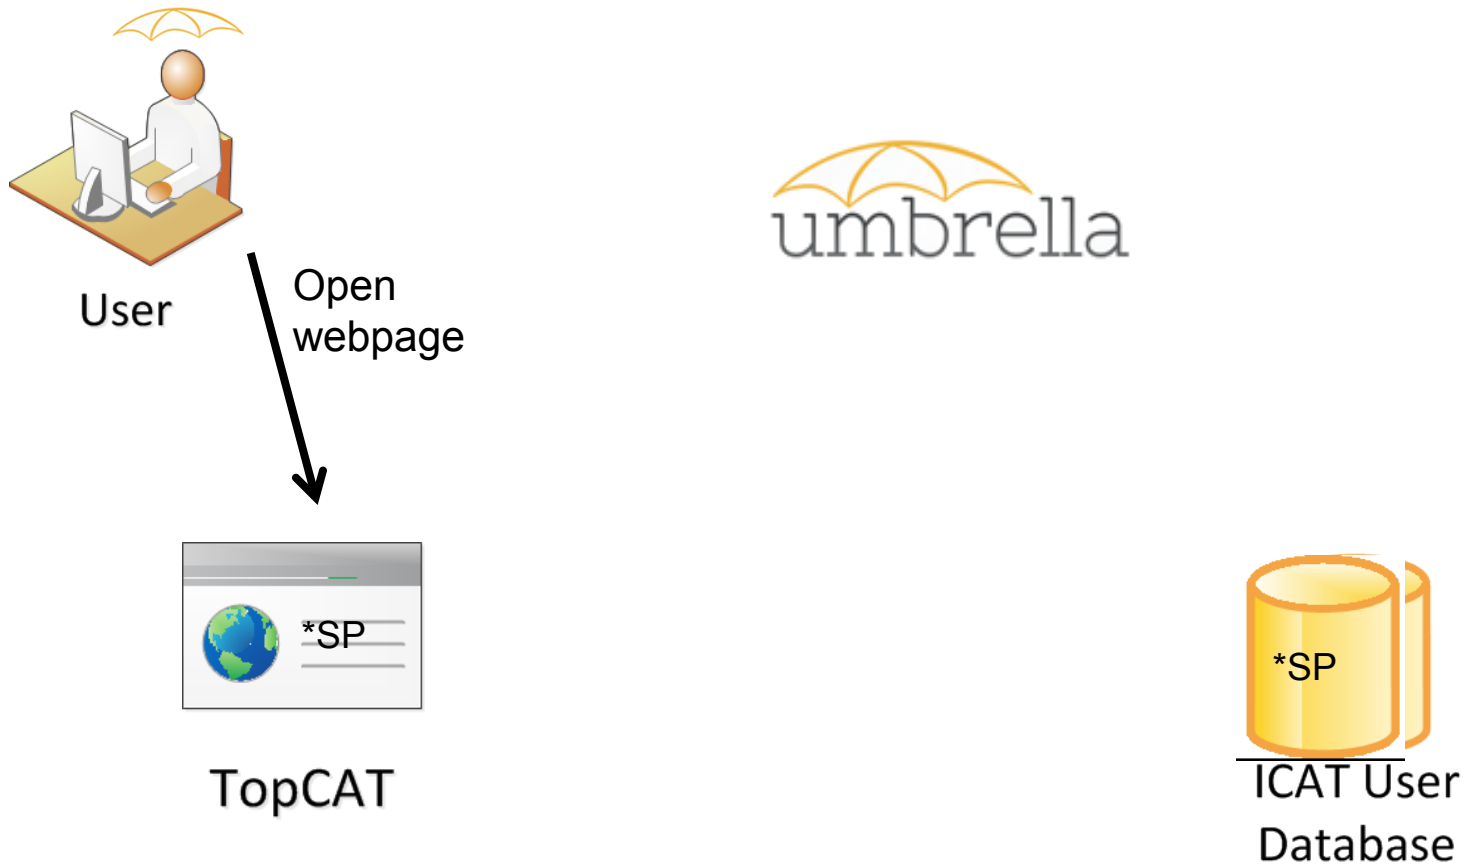 umbrella
User
Open
webpage
*SP
*SP
TopCAT
ICAT User
Database